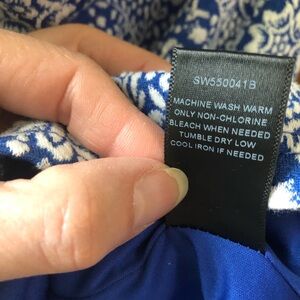 SW550041B
MACHINE WASH WARM
ONLY NON-CHLORINE
BLEACH WHEN NEEDED
TUMBLE DRY LOW
COOL IRON IF NEEDED